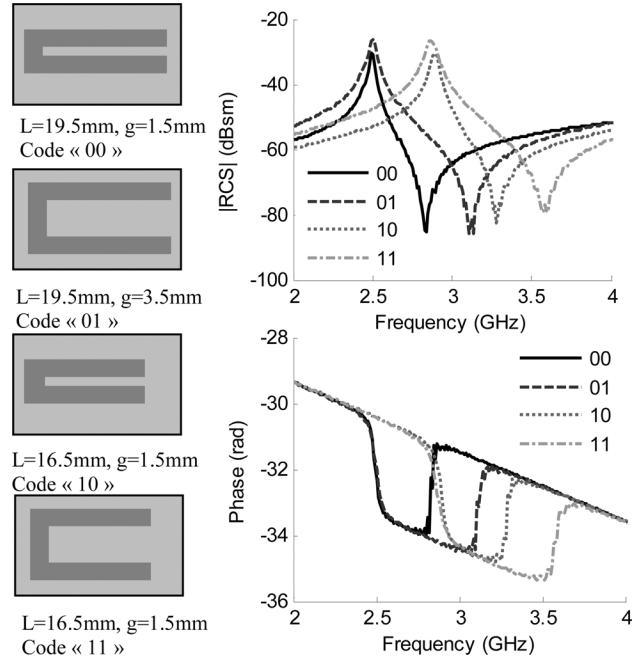 L=19.5mm, g=1.5mm
Code « 00 »
L=19.5mm, g=3.5mm
Code « 01 »
L=16.5mm, g=1.5mm
Code « 10 »
L=16.5mm, g=1.5mm
Code « 11 »
-20
-40
-60
-80
-100
|RCS| (dBsm)
00
01
10
11
2 2.5 3 3.5 4
Frequency (GHz)
-28
-30
-32
-34
-36
Phase (rad)
00
01
10
11
2 2.5 3 3.5 4
Frequency (GHz)